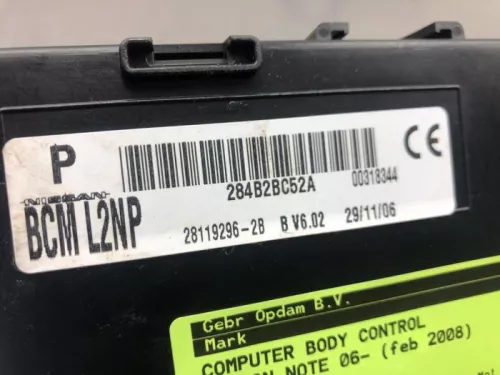 P
284B2BC52A
00318344
CE
NISSAN
BCM L2NP
28119296-2B B V6.02 29/11/06
Gebr Opdam B.V.
Mark
COMPUTER BODY CONTROL
NOTE 06- (feb 2008)